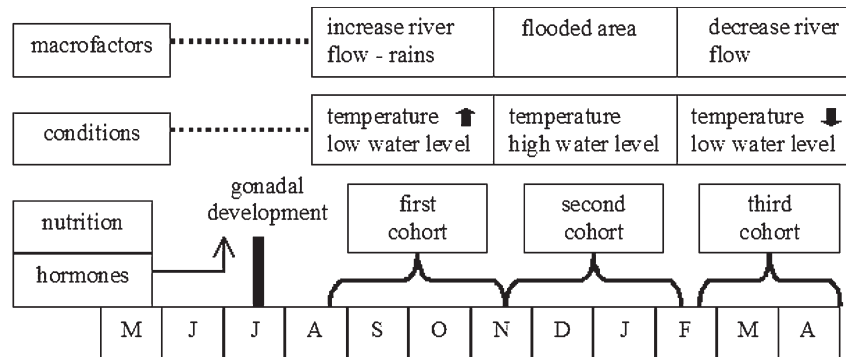 macrofactors
increase river
flow - rains
flooded area
decrease river
flow
conditions
temperature
low water level
temperature
high water level
temperature
low water level
nutrition
hormones
gonadal
development
first
cohort
second
cohort
third
cohort
M J J A S O N D J F M A